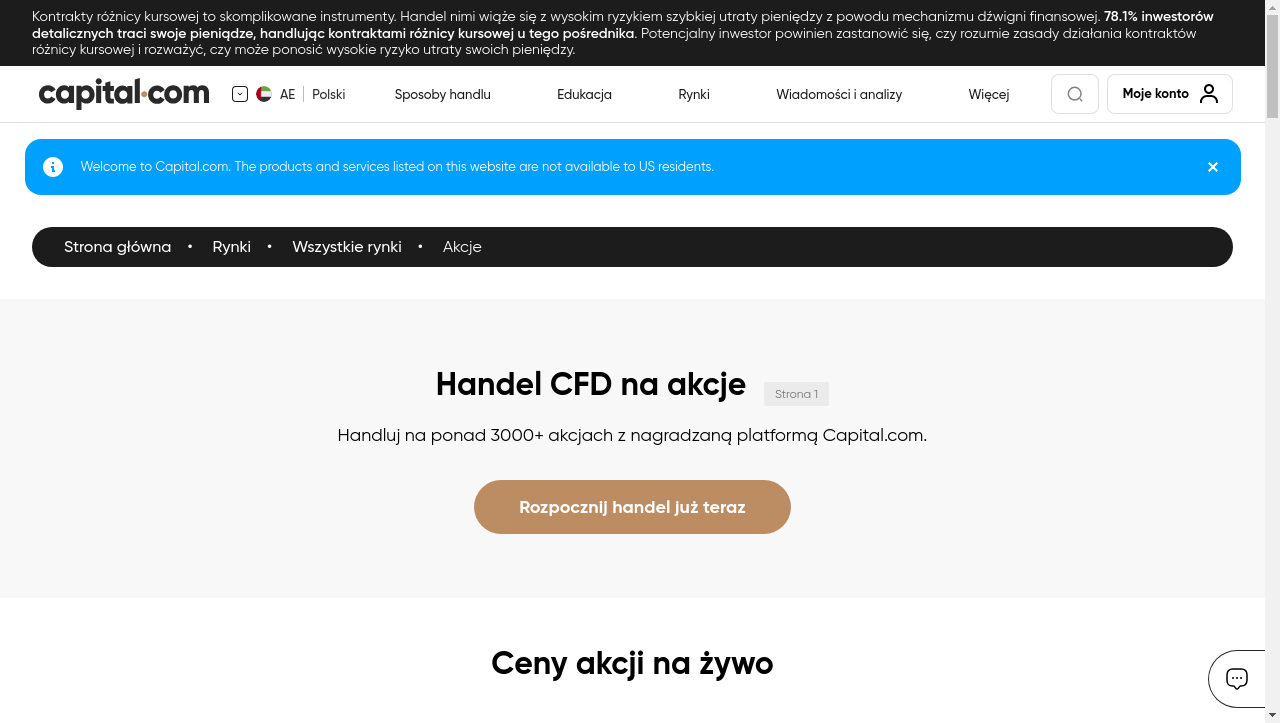 Kontrakty różnicy kursowej to skomplikowane instrumenty. Handel nimi wiąże się z wysokim ryzykiem szybkiej utraty pieniędzy z powodu mechanizmu dźwigni finansowej. 78.1% inwestorów
detalicznych traci swoje pieniądze, handlując kontraktami różnicy kursowej u tego pośrednika. Potencjalny inwestor powinien zastanowić się, czy rozumie zasady działania kontraktów
różnicy kursowej i rozważyć, czy może ponosić wysokie ryzyko utraty swoich pieniędzy.
capital.com
AE
Polski
Sposoby handlu
Edukacja
Rynki
Wiadomości i analizy
Więcej
Moje konto
Welcome to Capital.com. The products and services listed on this website are not available to US residents.
Strona główna • Rynki • Wszystkie rynki • Akcje
Handel CFD na akcje
Strona 1
Handluj na ponad 3000+ akcjach z nagradzaną platformą Capital.com.
Rozpocznij handel już teraz
Ceny akcji na żywo